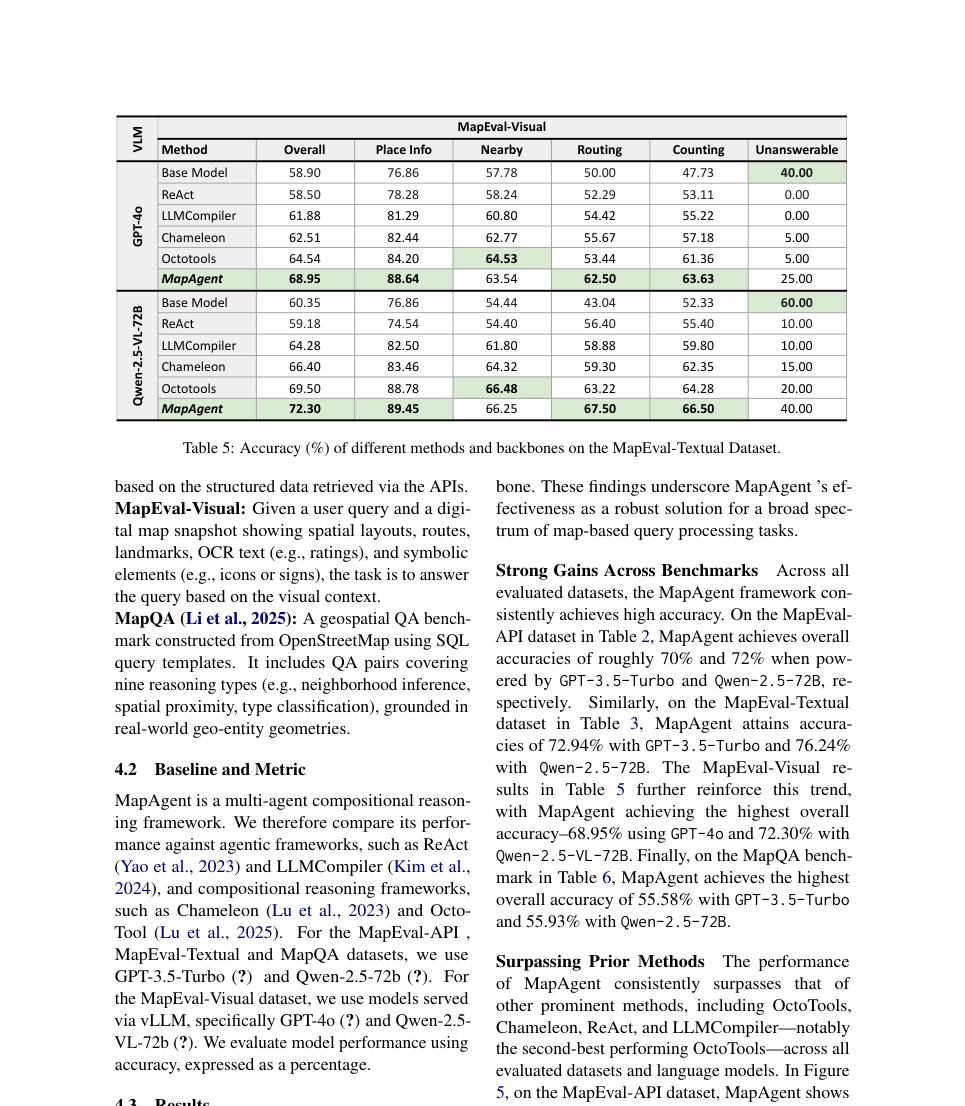 VLM
MapEval-Visual
Method Overall Place Info Nearby Routing Counting Unanswerable
GPT-4o
Base Model 58.90 76.86 57.78 50.00 47.73 40.00
ReAct 58.50 78.28 58.24 52.29 53.11 0.00
LLMCompiler 61.88 81.29 60.80 54.42 55.22 0.00
Chameleon 62.51 82.44 62.77 55.67 57.18 5.00
Octotools 64.54 84.20 64.53 53.44 61.36 5.00
MapAgent 68.95 88.64 63.54 62.50 63.63 25.00
Qwen-2.5-VL-72B
Base Model 60.35 76.86 54.44 43.04 52.33 60.00
ReAct 59.18 74.54 54.40 56.40 55.40 10.00
LLMCompiler 64.28 82.50 61.80 58.88 59.80 10.00
Chameleon 66.40 83.46 64.32 59.30 62.35 15.00
Octotools 69.50 88.78 66.48 63.22 64.28 20.00
MapAgent 72.30 89.45 66.25 67.50 66.50 40.00
Table 5: Accuracy (%) of different methods and backbones on the MapEval-Textual Dataset.
based on the structured data retrieved via the APIs.
MapEval-Visual: Given a user query and a digi-
tal map snapshot showing spatial layouts, routes,
landmarks, OCR text (e.g., ratings), and symbolic
elements (e.g., icons or signs), the task is to answer
the query based on the visual context.
MapQA (Li et al., 2025): A geospatial QA bench-
mark constructed from OpenStreetMap using SQL
query templates. It includes QA pairs covering
nine reasoning types (e.g., neighborhood inference,
spatial proximity, type classification), grounded in
real-world geo-entity geometries.
4.2 Baseline and Metric
MapAgent is a multi-agent compositional reason-
ing framework. We therefore compare its perfor-
mance against agentic frameworks, such as ReAct
(Yao et al., 2023) and LLMCompiler (Kim et al.,
2024), and compositional reasoning frameworks,
such as Chameleon (Lu et al., 2023) and Octo-
Tool (Lu et al., 2025). For the MapEval-API ,
MapEval-Textual and MapQA datasets, we use
GPT-3.5-Turbo (?) and Qwen-2.5-72b (?). For
the MapEval-Visual dataset, we use models served
via vLLM, specifically GPT-4o (?) and Qwen-2.5-
VL-72b (?). We evaluate model performance using
accuracy, expressed as a percentage.
4.3 Results
bone. These findings underscore MapAgent 's ef-
fectiveness as a robust solution for a broad spec-
trum of map-based query processing tasks.
Strong Gains Across Benchmarks Across all
evaluated datasets, the MapAgent framework con-
sistently achieves high accuracy. On the MapEval-
API dataset in Table 2, MapAgent achieves overall
accuracies of roughly 70% and 72% when pow-
ered by GPT-3.5-Turbo and Qwen-2.5-72B, re-
spectively. Similarly, on the MapEval-Textual
dataset in Table 3, MapAgent attains accura-
cies of 72.94% with GPT-3.5-Turbo and 76.24%
with Qwen-2.5-72B. The MapEval-Visual re-
sults in Table 5 further reinforce this trend,
with MapAgent achieving the highest overall
accuracy–68.95% using GPT-4o and 72.30% with
Qwen-2.5-VL-72B. Finally, on the MapQA bench-
mark in Table 6, MapAgent achieves the highest
overall accuracy of 55.58% with GPT-3.5-Turbo
and 55.93% with Qwen-2.5-72B.
Surpassing Prior Methods The performance
of MapAgent consistently surpasses that of
other prominent methods, including OctoTools,
Chameleon, ReAct, and LLMCompiler—notably
the second-best performing OctoTools—across all
evaluated datasets and language models. In Figure
5, on the MapEval-API dataset, MapAgent shows